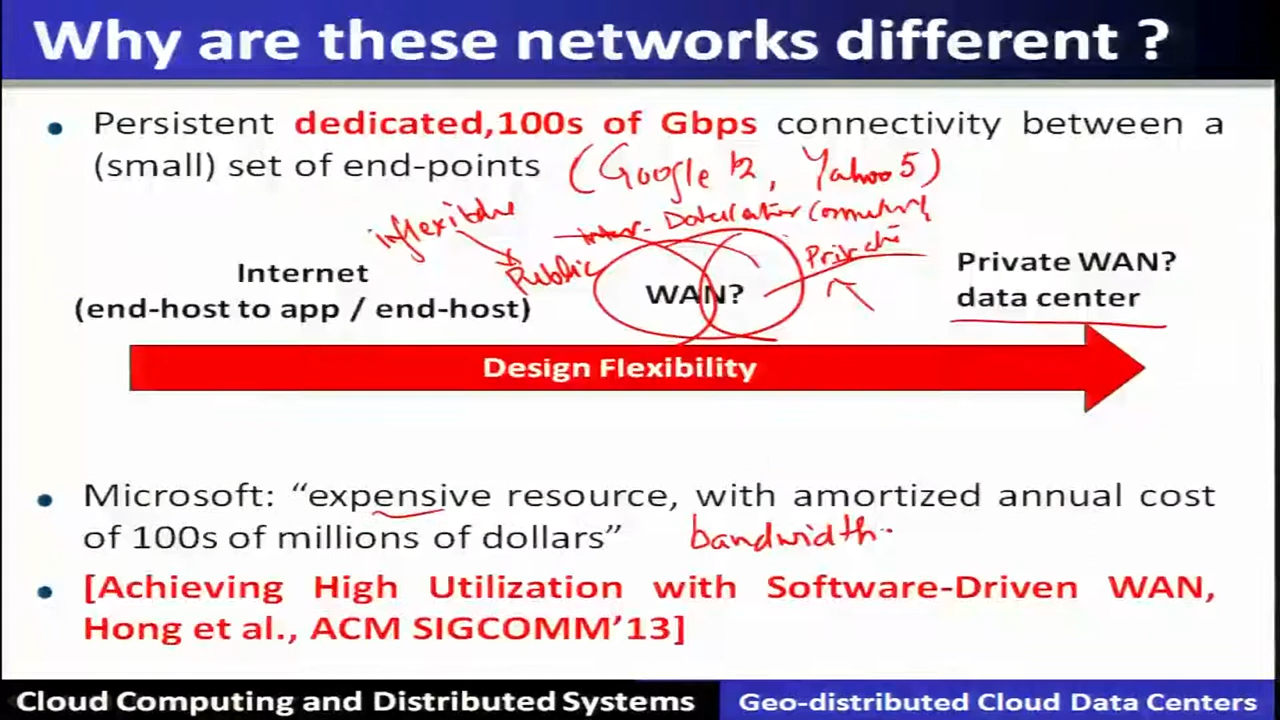 Why are these networks different ?
• Persistent dedicated,100s of Gbps connectivity between a
(small) set of end-points (Google 12, Yahoo 5)
inflexible
Inter-
Public
Private
Internet
(end-host to app / end-host)
WAN?
Private WAN?
data center
Design Flexibility
• Microsoft: “expensive resource, with amortized annual cost
of 100s of millions of dollars” bandwidth
• [Achieving High Utilization with Software-Driven WAN,
Hong et al., ACM SIGCOMM’13]
Cloud Computing and Distributed Systems
Geo-distributed Cloud Data Centers